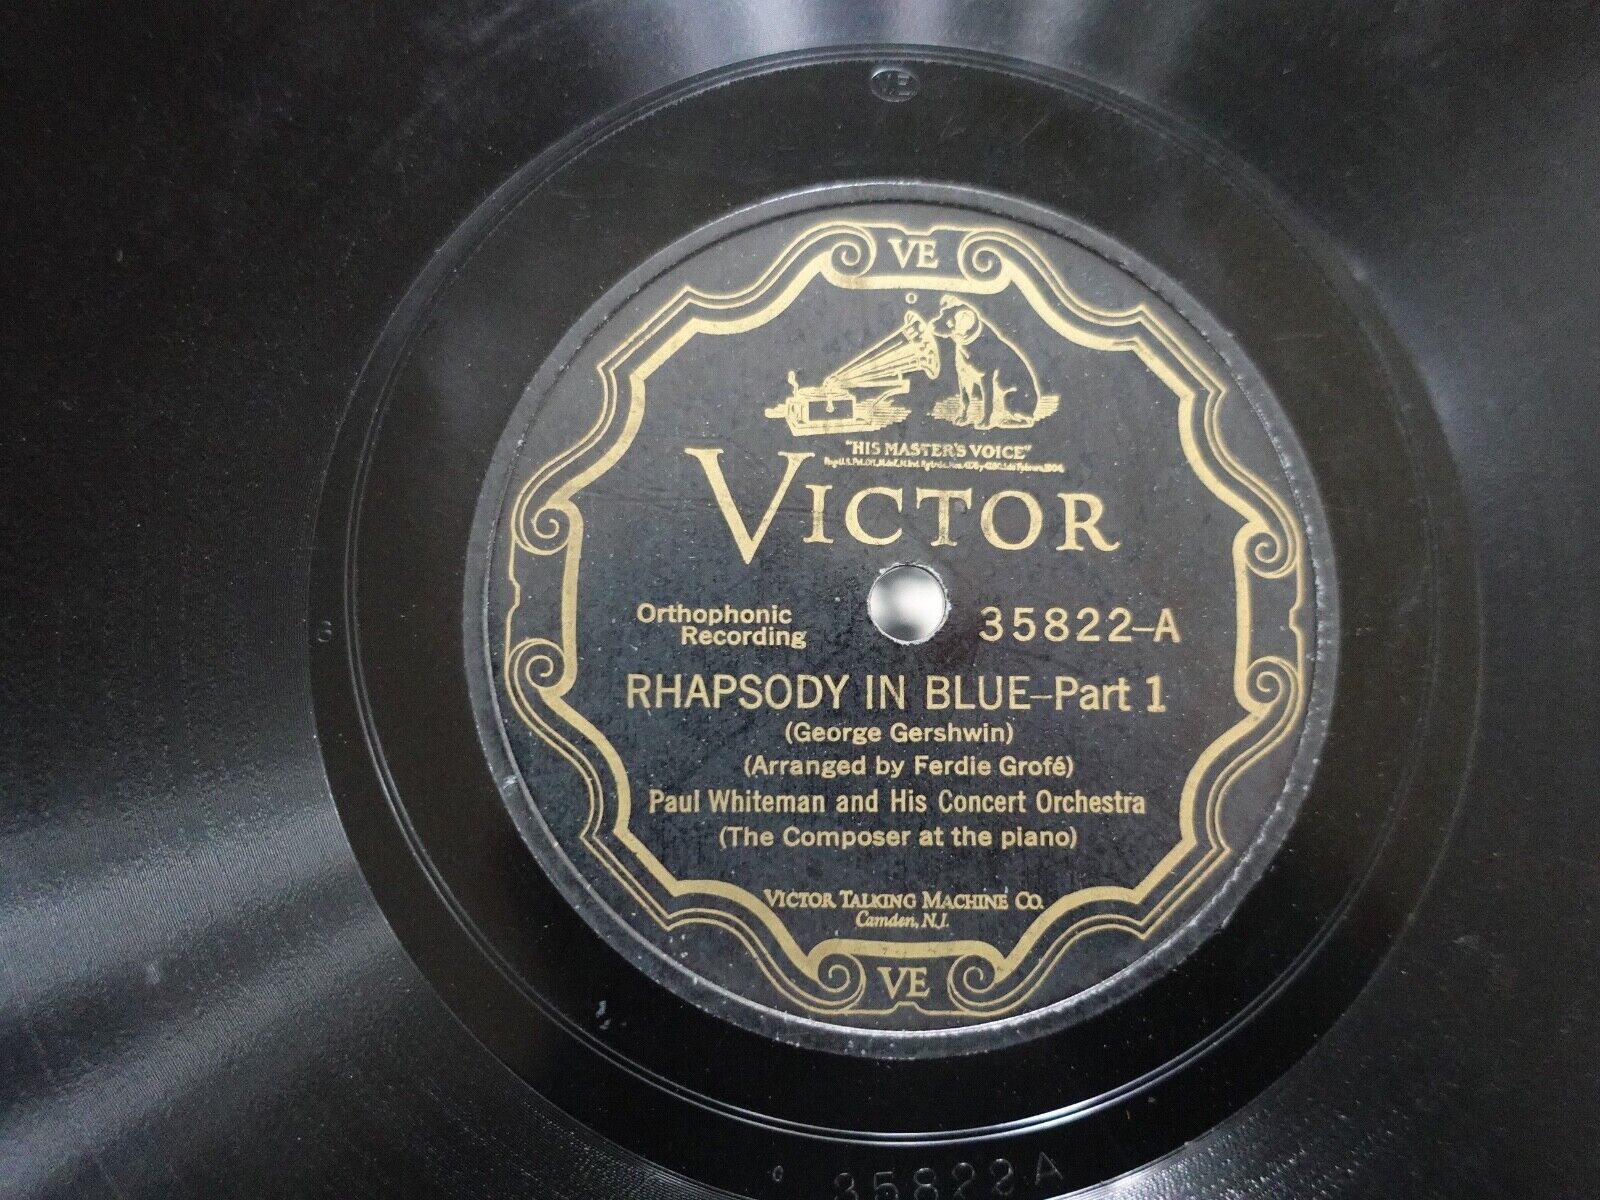 VE
VE
"HIS MASTER'S VOICE"
VICTOR
Orthophonic
Recording
35822-A
RHAPSODY IN BLUE-Part 1
(George Gershwin)
(Arranged by Ferdie Grofé)
Paul Whiteman and His Concert Orchestra
(The Composer at the piano)
VICTOR TALKING MACHINE CO.
Camden, N.J.
VE
35822A